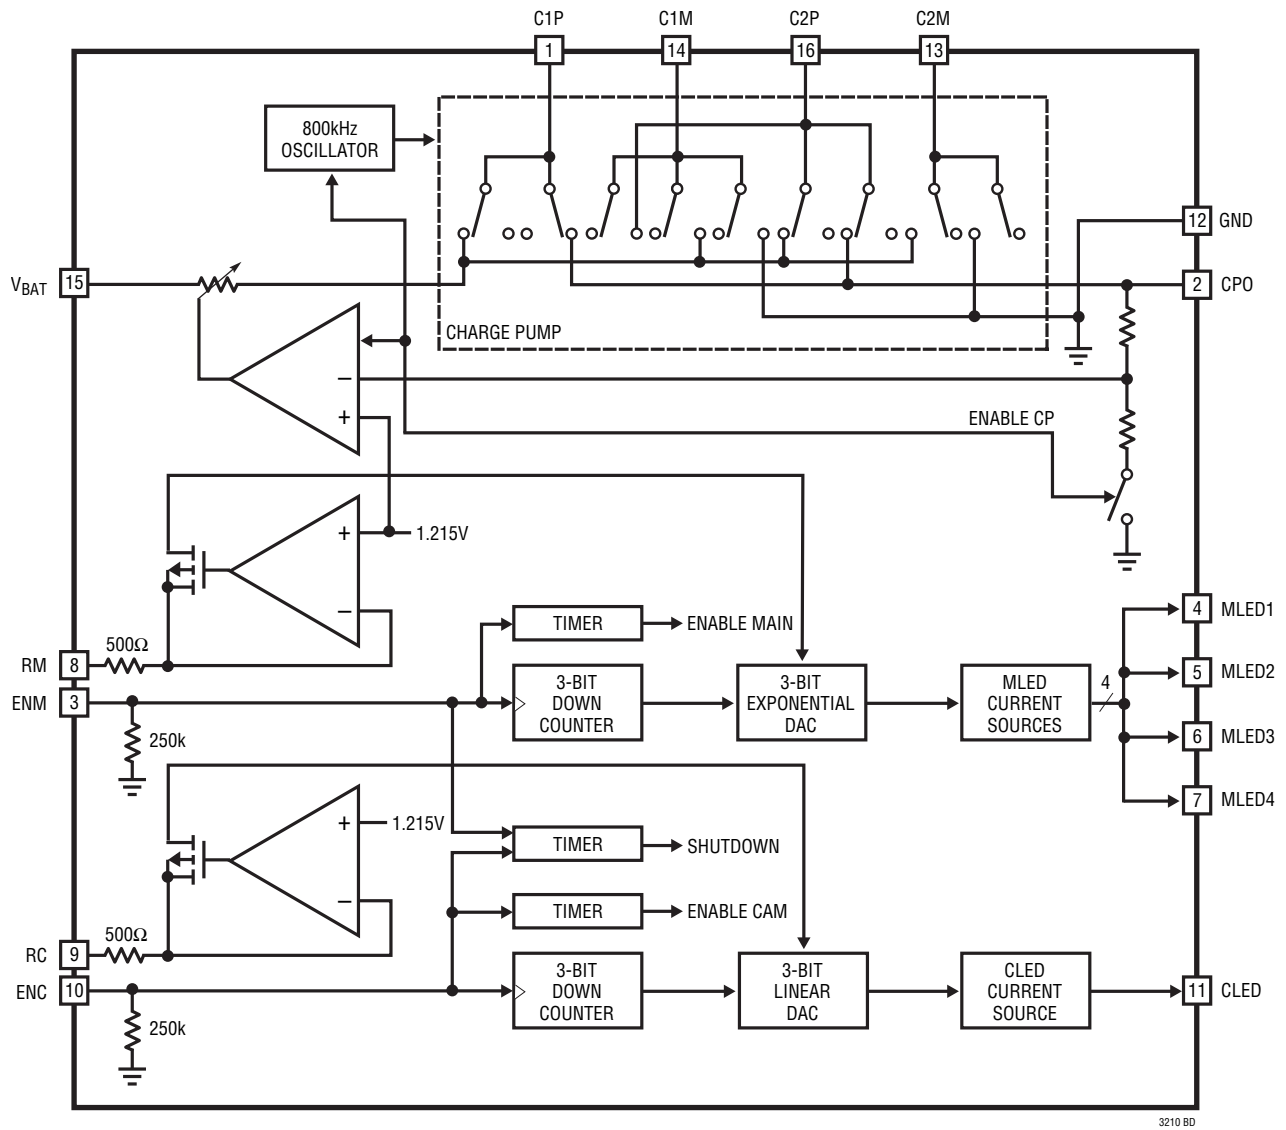 C1P C1M C2P C2M
1 14 16 13
800kHz
OSCILLATOR
12 GND
VBAT 15
2 CPO
CHARGE PUMP
–
+
ENABLE CP
+ 1.215V
–
500Ω
RM 8
TIMER ENABLE MAIN
4 MLED1
ENM 3
250k
3-BIT
DOWN
COUNTER
3-BIT
EXPONENTIAL
DAC
MLED
CURRENT
SOURCES
4
5 MLED2
6 MLED3
7 MLED4
+ 1.215V
–
TIMER SHUTDOWN
TIMER ENABLE CAM
500Ω
RC 9
ENC 10
250k
3-BIT
DOWN
COUNTER
3-BIT
LINEAR
DAC
CLED
CURRENT
SOURCE
11 CLED
3210 BD